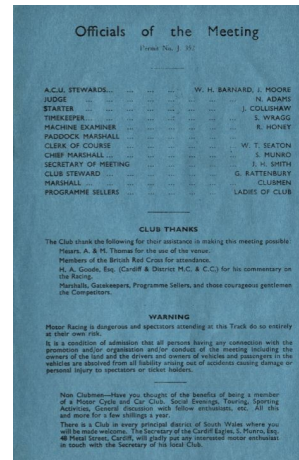 Officials of the Meeting
Permit No. J. 352
A.C.U. STEWARDS... ... ... ... W. H. BARNARD, J. MOORE
JUDGE ... ... ... ... ... N. ADAMS
STARTER ... ... ... ... ... J. COLLISHAW
TIMEKEEPER... ... ... ... ... S. WRAGG
MACHINE EXAMINER ... ... ... ... R. HONEY
PADDOCK MARSHALL ... ... ... ...
CLERK OF COURSE ... ... ... ... W. T. SEATON
CHIEF MARSHALL ... ... ... ... S. MUNRO
SECRETARY OF MEETING ... ... ... I. H. SMITH
CLUB STEWARD ... ... ... ... G. RATTENBURY
MARSHALL ... ... ... ... ... CLUBMEN
PROGRAMME SELLERS ... ... ... LADIES OF CLUB
CLUB THANKS
The Club thank the following for their assistance in making this meeting possible:
Messrs. A. & M. Thomas for the use of the venue.
Members of the British Red Cross for attendance.
H. A. Goode, Esq. (Cardiff & District M.C. & C.C.) for his commentary on
the Racing.
Marshalls, Gatekeepers, Programme Sellers, and those courageous gentlemen
the Competitors.
WARNING
Motor Racing is dangerous and spectators attending at this Track do so entirely
at their own risk.
It is a condition of admission that all persons having any connection with the
promotion and/or organisation and/or conduct of the meeting including the
owners of the land and the drivers and owners of vehicles and passengers in the
vehicles are absolved from all liability arising out of accidents causing damage or
personal injury to spectators or ticket holders.
Non Clubmen—Have you thought of the benefits of being a member
of a Motor Cycle and Car Club. Social Evenings, Touring, Sporting
Activities, General discussion with fellow enthusiasts, etc. All this
and more for a few shillings a year.
There is a Club in every principal district of South Wales where you
will be made welcome. The Secretary of the Cardiff Eagles, S. Munro, Esq.
48 Metal Street, Cardiff, will gladly put any interested motor enthusiast
in touch with the Secretary of his local Club.